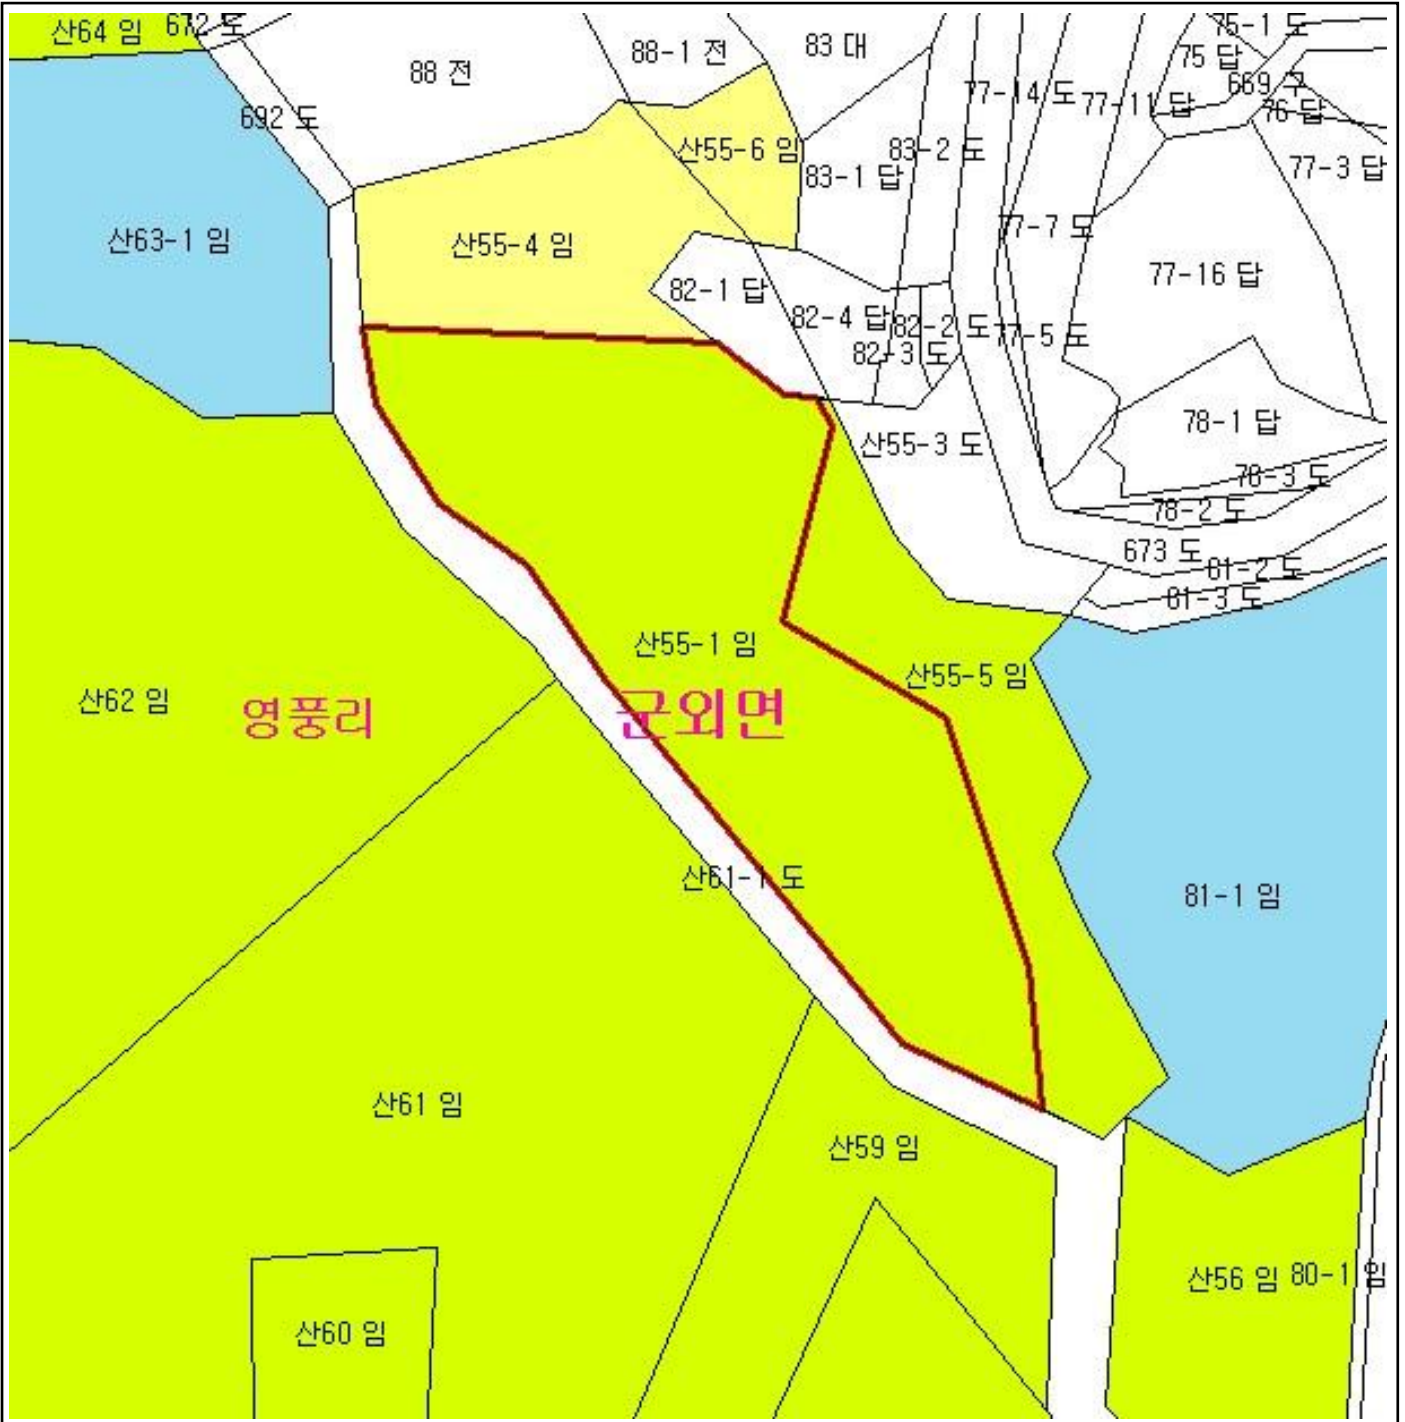 산64 임
672 도
88 전
88-1 전
83 대
75-1 도
75 답
669 구
76 답
692 도
77-14 도
77-11 답
산55-6 임
83-2 도
83-1 답
77-3 답
산63-1 임
산55-4 임
77-7 도
77-16 답
82-1 답
82-4 답
82-2 도
77-5 도
82-3 도
78-1 답
산55-3 도
78-3 도
78-2 도
673 도
81-2 도
81-3 도
산55-1 임
산55-5 임
산62 임
영풍리
군외면
산61-1 도
81-1 임
산61 임
산59 임
산56 임
80-1 임
산60 임